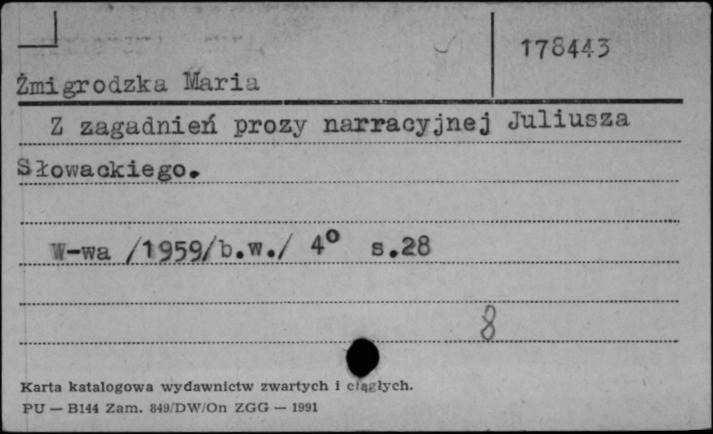 178443
Żmigrodzka Maria
Z zagadnień prozy narracyjnej Juliusza
Słowackiego.
W-wa /1959/b.w./ 4° s.28
8
Karta katalogowa wydawnictw zwartych i ciągłych.
PU — B144 Zam. 849/DW/On ZGG — 1991